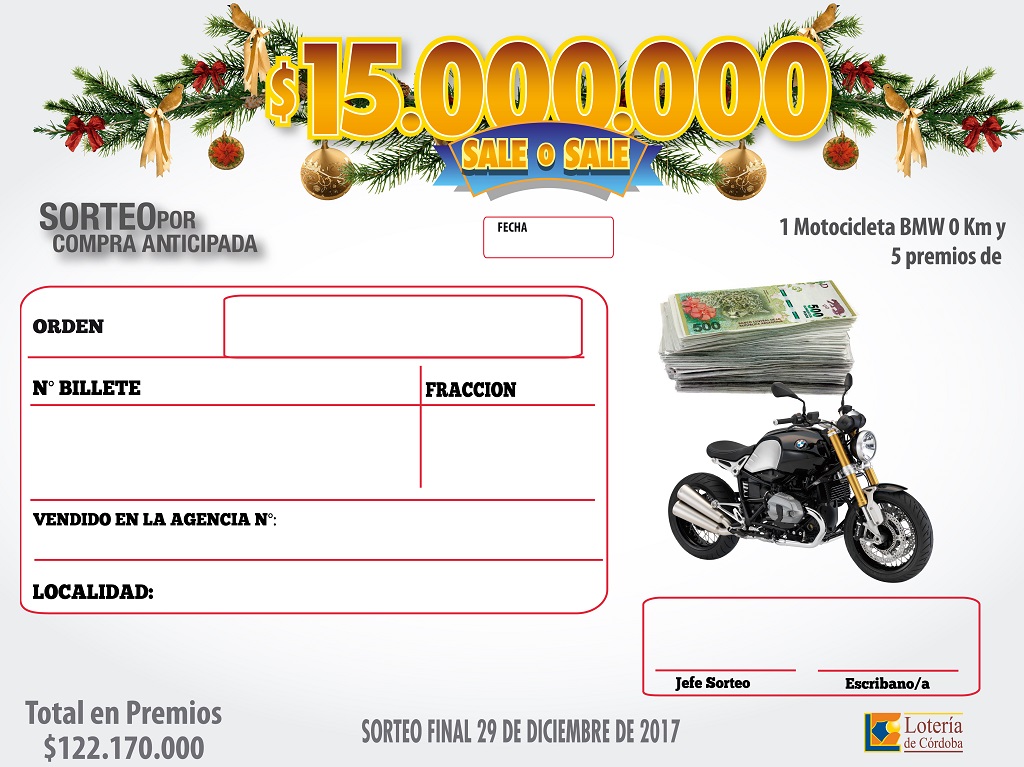 $15.000.000
SALE o SALE
SORTEO POR
COMPRA ANTICIPADA
FECHA
1 Motocicleta BMW 0 Km y
5 premios de
ORDEN
N° BILLETE
FRACCION
VENDIDO EN LA AGENCIA N°:
LOCALIDAD:
500
500
Jefe Sorteo
Escribano/a
Total en Premios
$122.170.000
SORTEO FINAL 29 DE DICIEMBRE DE 2017
Lotería
de Córdoba